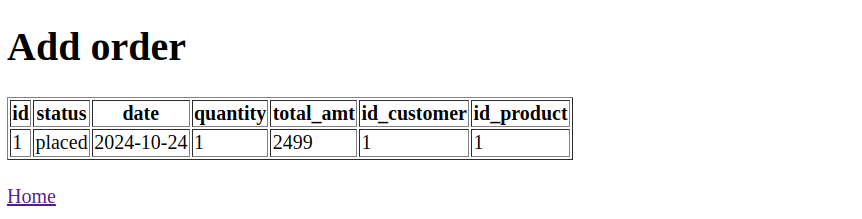 Add order
id status date quantity total_amt id_customer id_product
1 placed 2024-10-24 1 2499 1 1
Home